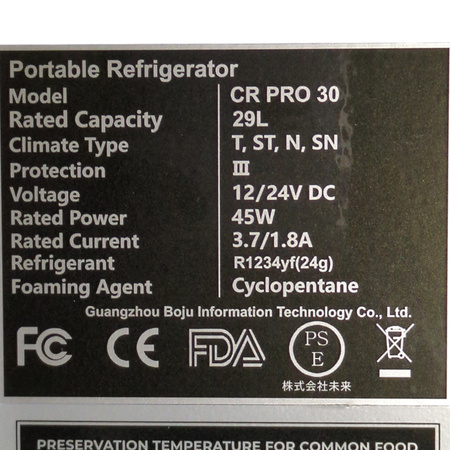 Portable Refrigerator
Model CR PRO 30
Rated Capacity 29L
Climate Type T, ST, N, SN
Protection III
Voltage 12/24V DC
Rated Power 45W
Rated Current 3.7/1.8A
Refrigerant R1234yf(24g)
Foaming Agent Cyclopentane
Guangzhou Boju Information Technology Co., Ltd.
FC CE FDA PS E
株式会社未来
PRESERVATION TEMPERATURE FOR COMMON FOOD